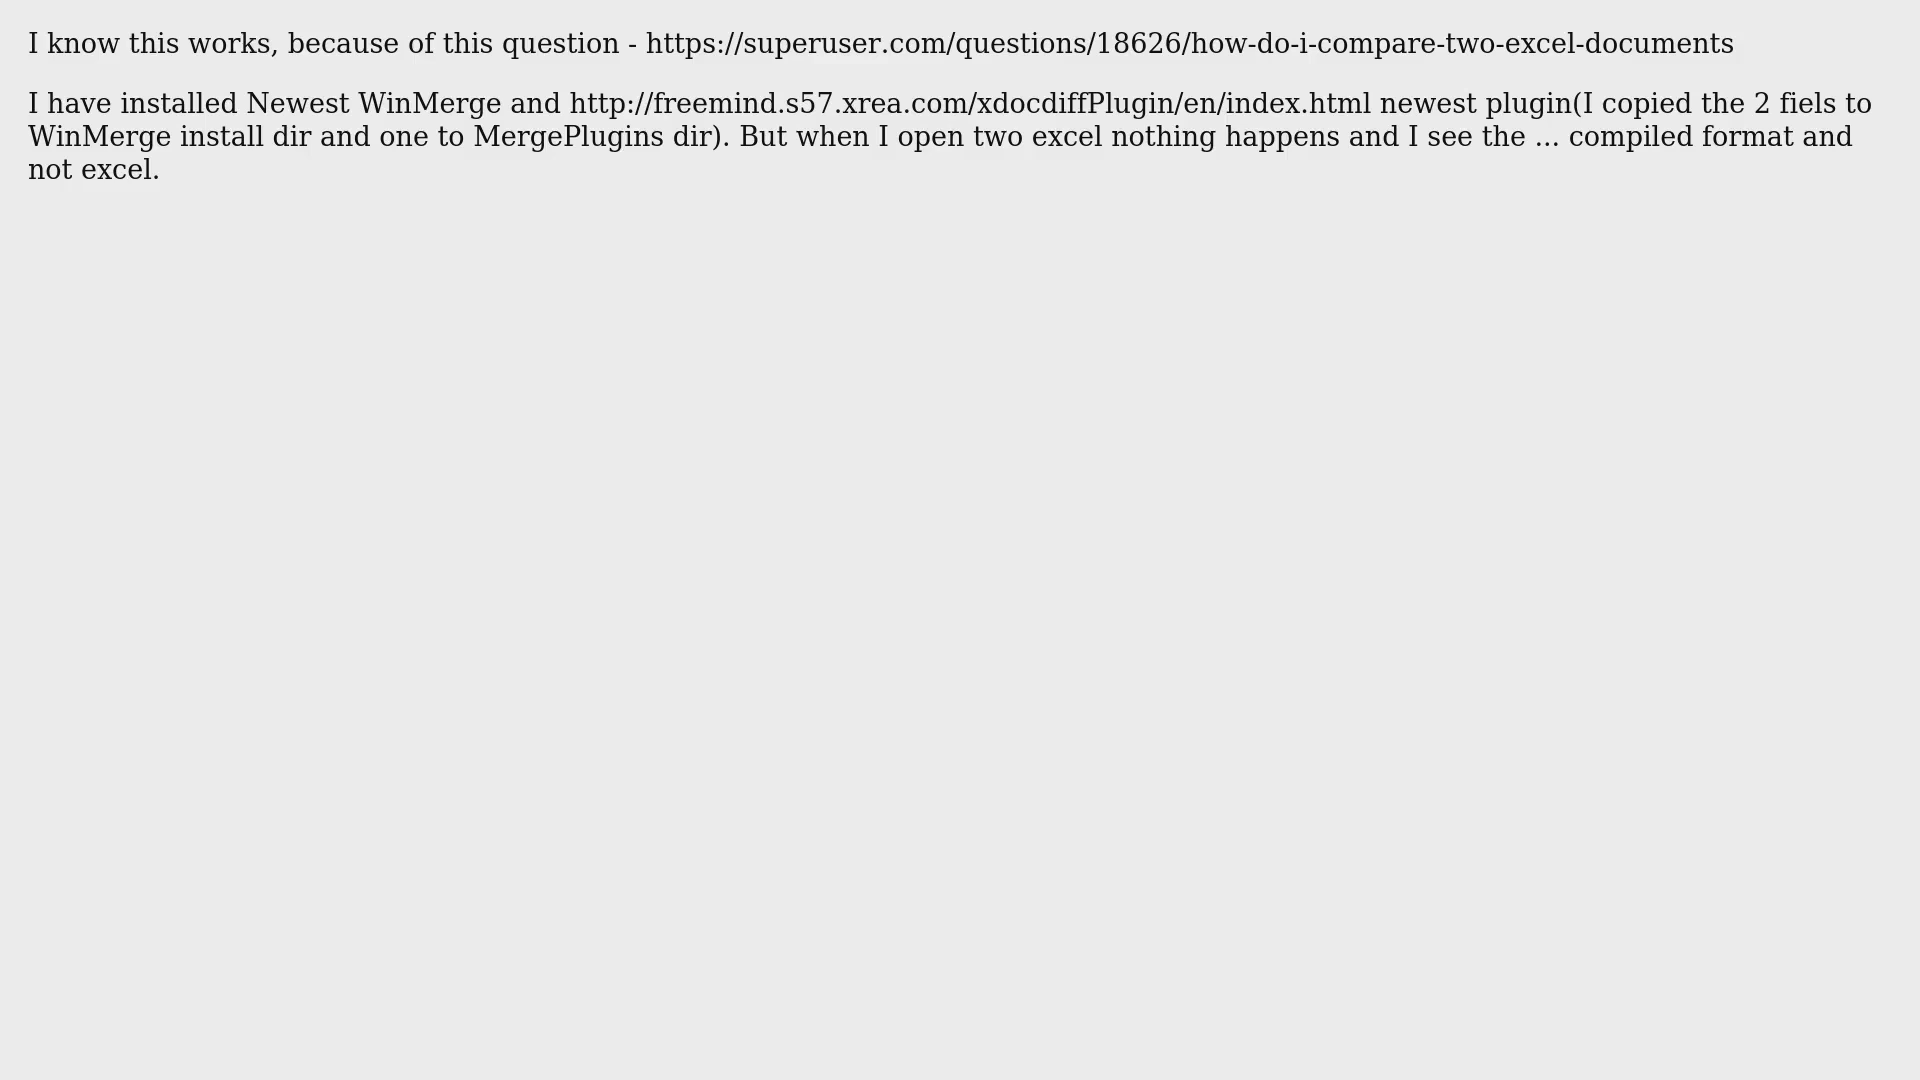 I know this works, because of this question - https://superuser.com/questions/18626/how-do-i-compare-two-excel-documents
I have installed Newest WinMerge and http://freemind.s57.xrea.com/xdocdiffPlugin/en/index.html newest plugin(I copied the 2 fiels to
WinMerge install dir and one to MergePlugins dir). But when I open two excel nothing happens and I see the ... compiled format and
not excel.